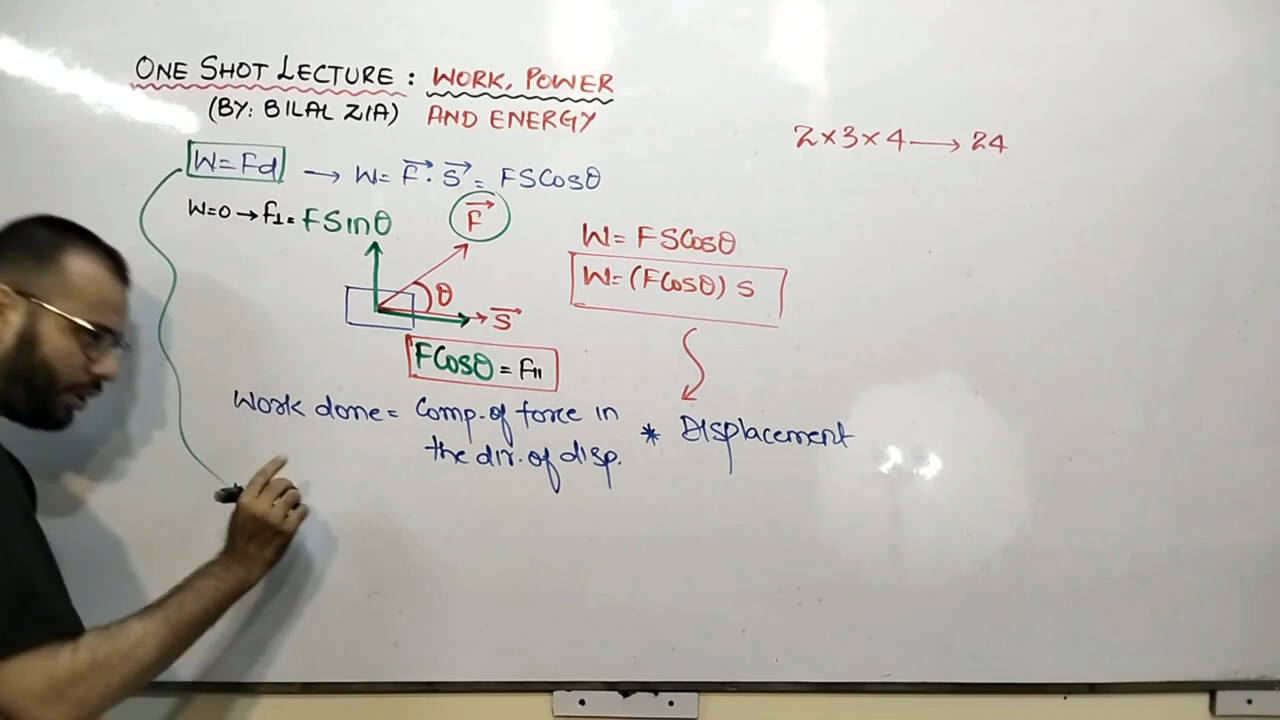 ONE SHOT LECTURE : WORK, POWER
(BY: BILAL ZIA) AND ENERGY
2×3×4 → 24
W=Fd → W= F⃗ . S⃗ = FSCosθ
W=0 → F⊥ = FSinθ
F⃗
W= FSCosθ
W=(FCosθ) S
θ
S⃗
FCosθ = F||
Work done = Comp. of force in
the dir. of disp. * Displacement